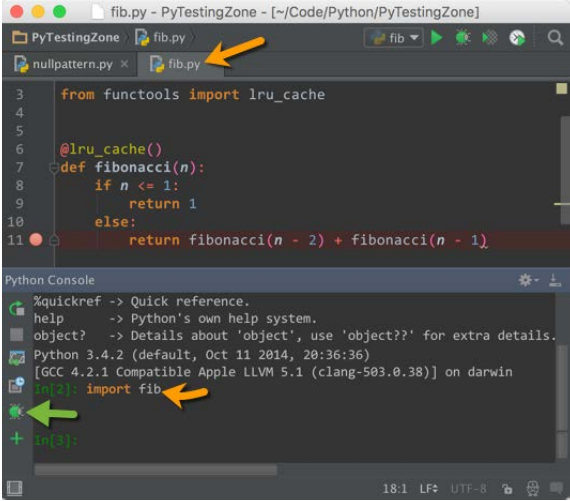 fib.py - PyTestingZone - [~/Code/Python/PyTestingZone]
PyTestingZone fib.py fib
nullpattern.py × fib.py
3 from functools import lru_cache
4
5
6 @lru_cache()
7 def fibonacci(n):
8 if n <= 1:
9 return 1
10 else:
11 return fibonacci(n - 2) + fibonacci(n - 1)
Python Console
%quickref -> Quick reference.
help -> Python's own help system.
object? -> Details about 'object', use 'object??' for extra details.
Python 3.4.2 (default, Oct 11 2014, 20:36:36)
[GCC 4.2.1 Compatible Apple LLVM 5.1 (clang-503.0.38)] on darwin
In[2]: import fib
In[3]:
18:1 LF÷ UTF-8